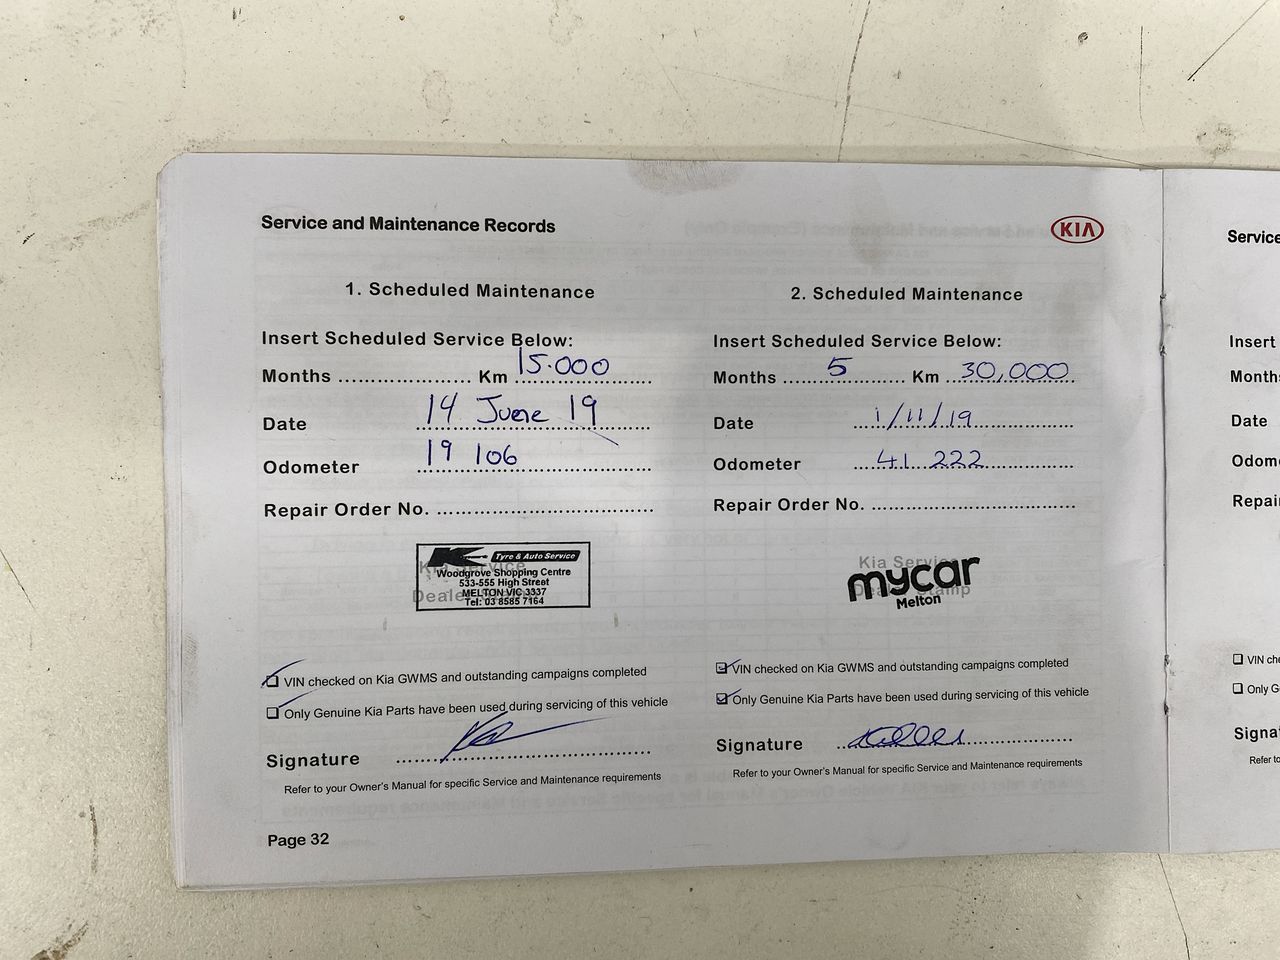 Service and Maintenance Records
KIA
1. Scheduled Maintenance
Insert Scheduled Service Below:
Months ..................... Km 15.000
Date 14 June 19
Odometer 19 106
Repair Order No. ...................................
Kia Service
Tyre & Auto Service
Woodgrove Shopping Centre
533-555 High Street
MELTON VIC 3337
Tel: 03 8585 7164
VIN checked on Kia GWMS and outstanding campaigns completed
Only Genuine Kia Parts have been used during servicing of this vehicle
Signature
Refer to your Owner's Manual for specific Service and Maintenance requirements
Page 32
2. Scheduled Maintenance
Insert Scheduled Service Below:
Months 5 Km 30,000
Date 1/11/19
Odometer 41 222
Repair Order No. .................................
Kia Service
mycar
Melton
VIN checked on Kia GWMS and outstanding campaigns completed
Only Genuine Kia Parts have been used during servicing of this vehicle
Signature
Refer to your Owner's Manual for specific Service and Maintenance requirements
Service
Insert
Month
Date
Odom
Repai
VIN che
Only G
Signa
Refer to